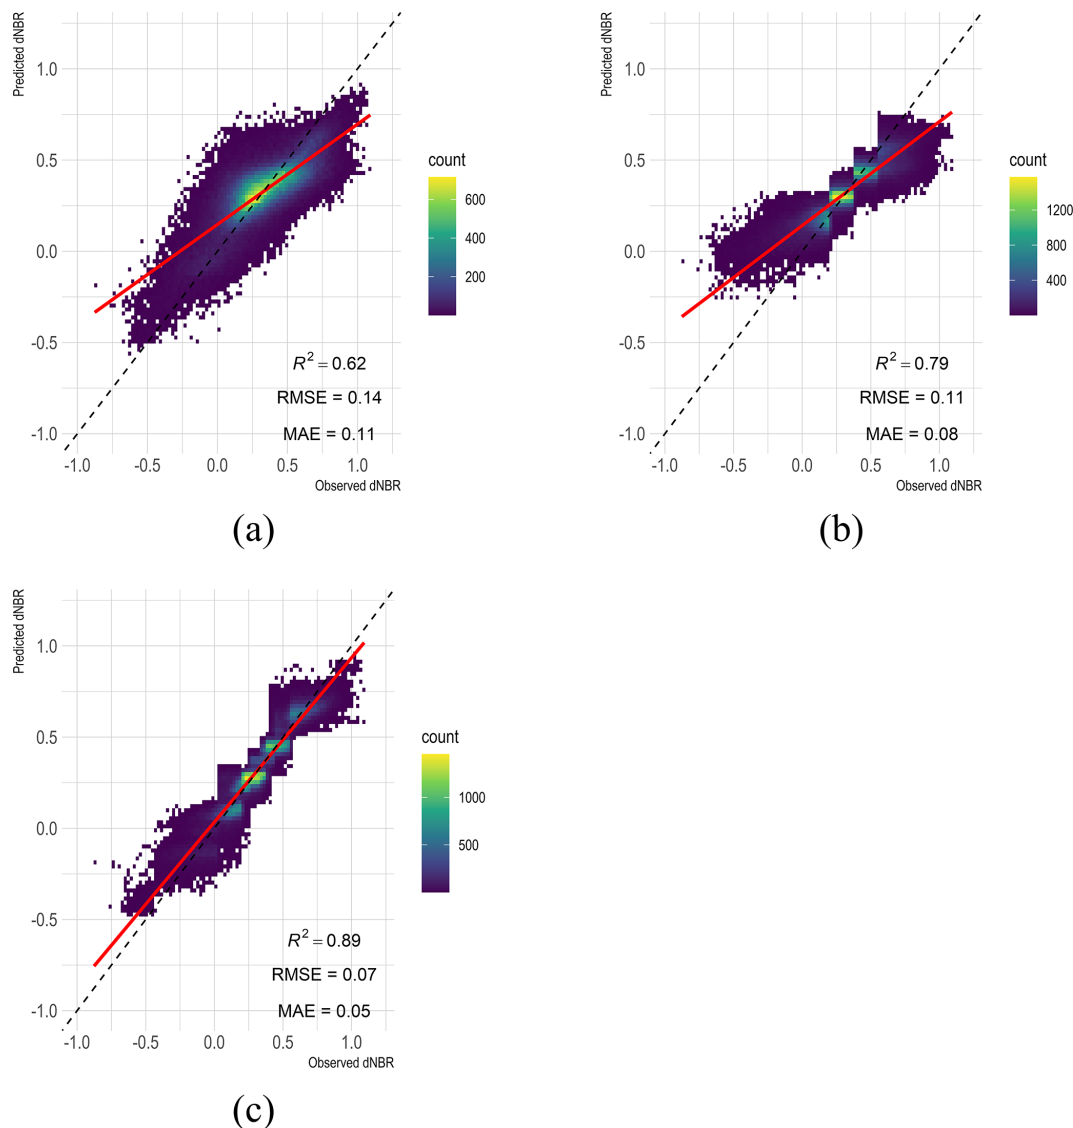 Predicted dNBR
1.0
0.5
0.0
-0.5
-1.0
-1.0 -0.5 0.0 0.5 1.0
Observed dNBR
R² = 0.62
RMSE = 0.14
MAE = 0.11
count
600
400
200
(a)
Predicted dNBR
1.0
0.5
0.0
-0.5
-1.0
-1.0 -0.5 0.0 0.5 1.0
Observed dNBR
R² = 0.79
RMSE = 0.11
MAE = 0.08
count
1200
800
400
(b)
Predicted dNBR
1.0
0.5
0.0
-0.5
-1.0
-1.0 -0.5 0.0 0.5 1.0
Observed dNBR
R² = 0.89
RMSE = 0.07
MAE = 0.05
count
1000
500
(c)